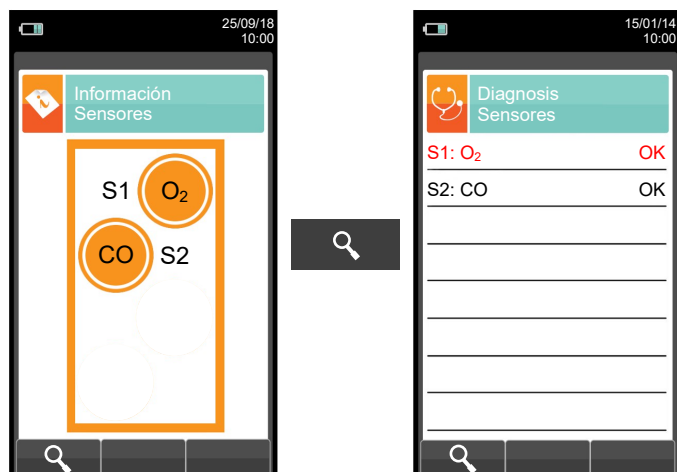 25/09/18
10:00
Información
Sensores
S1 O₂
CO S2
15/01/14
10:00
Diagnosis
Sensores
S1: O₂ OK
S2: CO OK